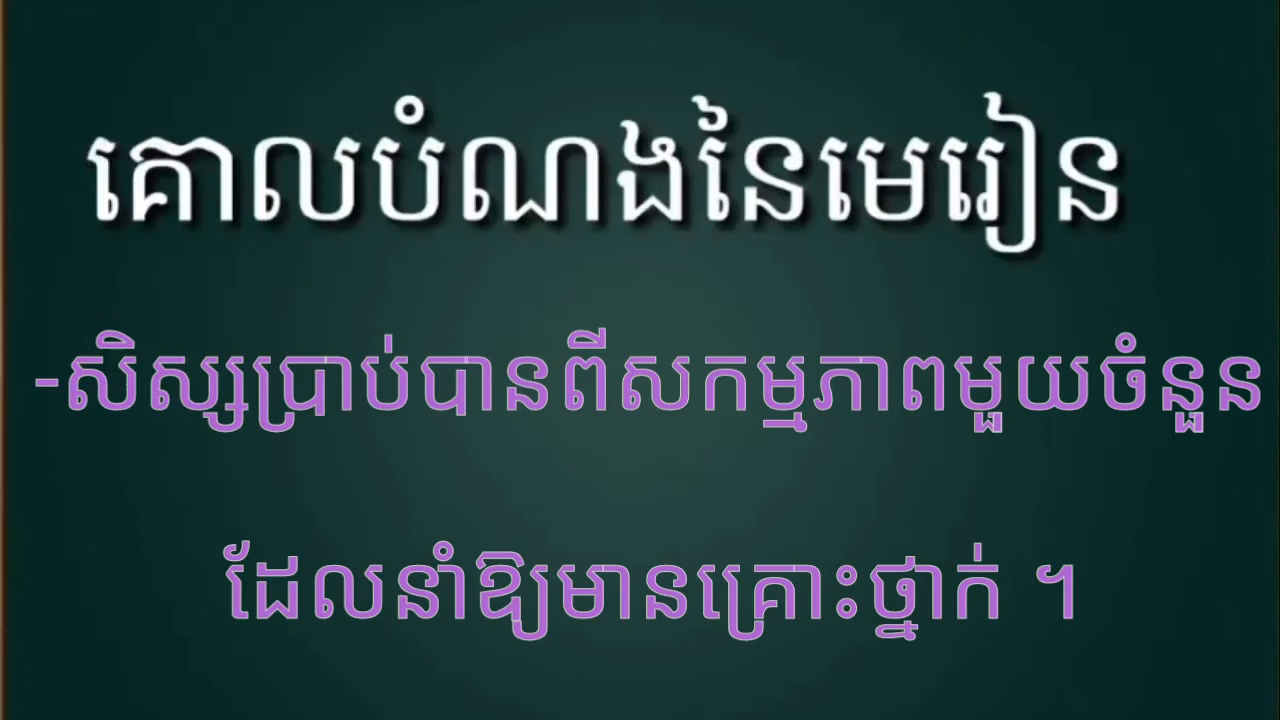 គោលបំណងនៃមេរៀន
-សិស្សប្រាប់បានពីសកម្មភាពមួយចំនួន
ដែលនាំឱ្យមានគ្រោះថ្នាក់ ។